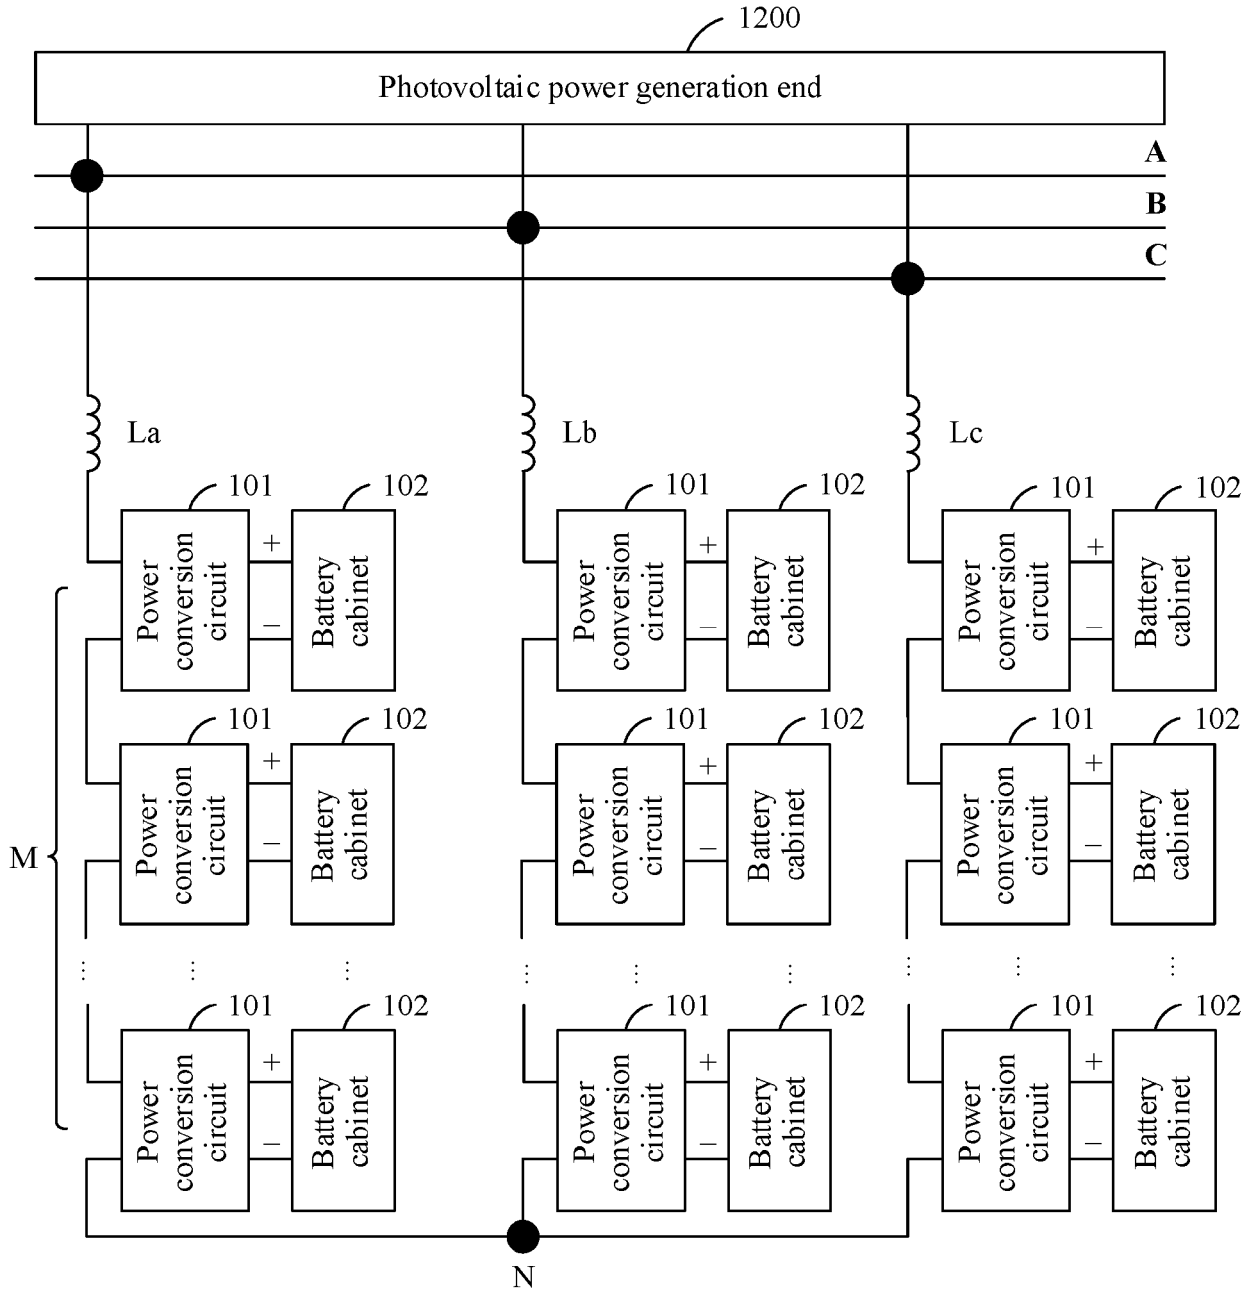 1200
Photovoltaic power generation end
A
B
C
La
Lb
Lc
101
102
101
102
101
102
Power
conversion
circuit
+
−
Battery
cabinet
Power
conversion
circuit
+
−
Battery
cabinet
Power
conversion
circuit
+
−
Battery
cabinet
101
102
101
102
101
102
Power
conversion
circuit
+
−
Battery
cabinet
Power
conversion
circuit
+
−
Battery
cabinet
Power
conversion
circuit
+
−
Battery
cabinet
M
...
...
...
...
...
...
...
...
...
101
102
101
102
101
102
Power
conversion
circuit
+
−
Battery
cabinet
Power
conversion
circuit
+
−
Battery
cabinet
Power
conversion
circuit
+
−
Battery
cabinet
N